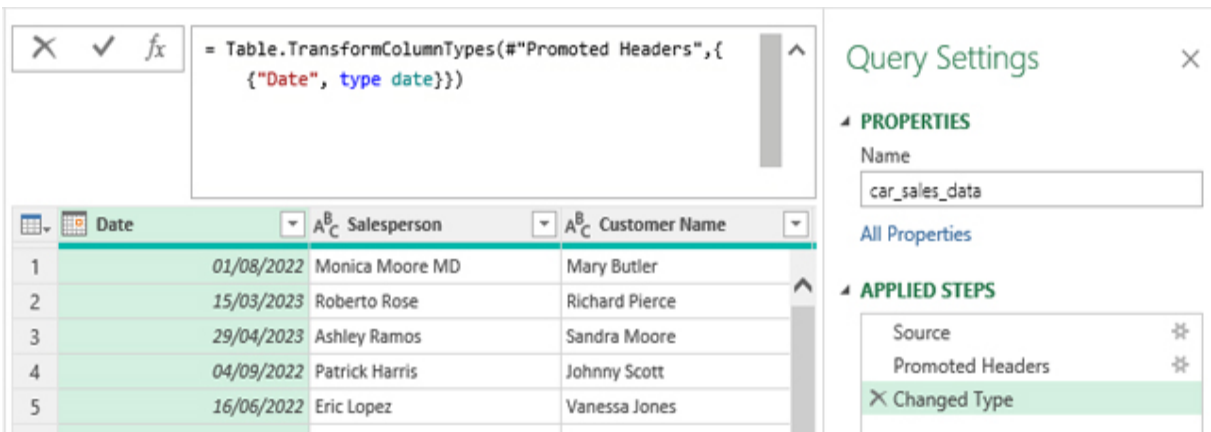 fx
= Table.TransformColumnTypes(#"Promoted Headers",{
{"Date", type date}})
Date ABC Salesperson ABC Customer Name
1 01/08/2022 Monica Moore MD Mary Butler
2 15/03/2023 Roberto Rose Richard Pierce
3 29/04/2023 Ashley Ramos Sandra Moore
4 04/09/2022 Patrick Harris Johnny Scott
5 16/06/2022 Eric Lopez Vanessa Jones
Query Settings
PROPERTIES
Name
car_sales_data
All Properties
APPLIED STEPS
Source
Promoted Headers
Changed Type